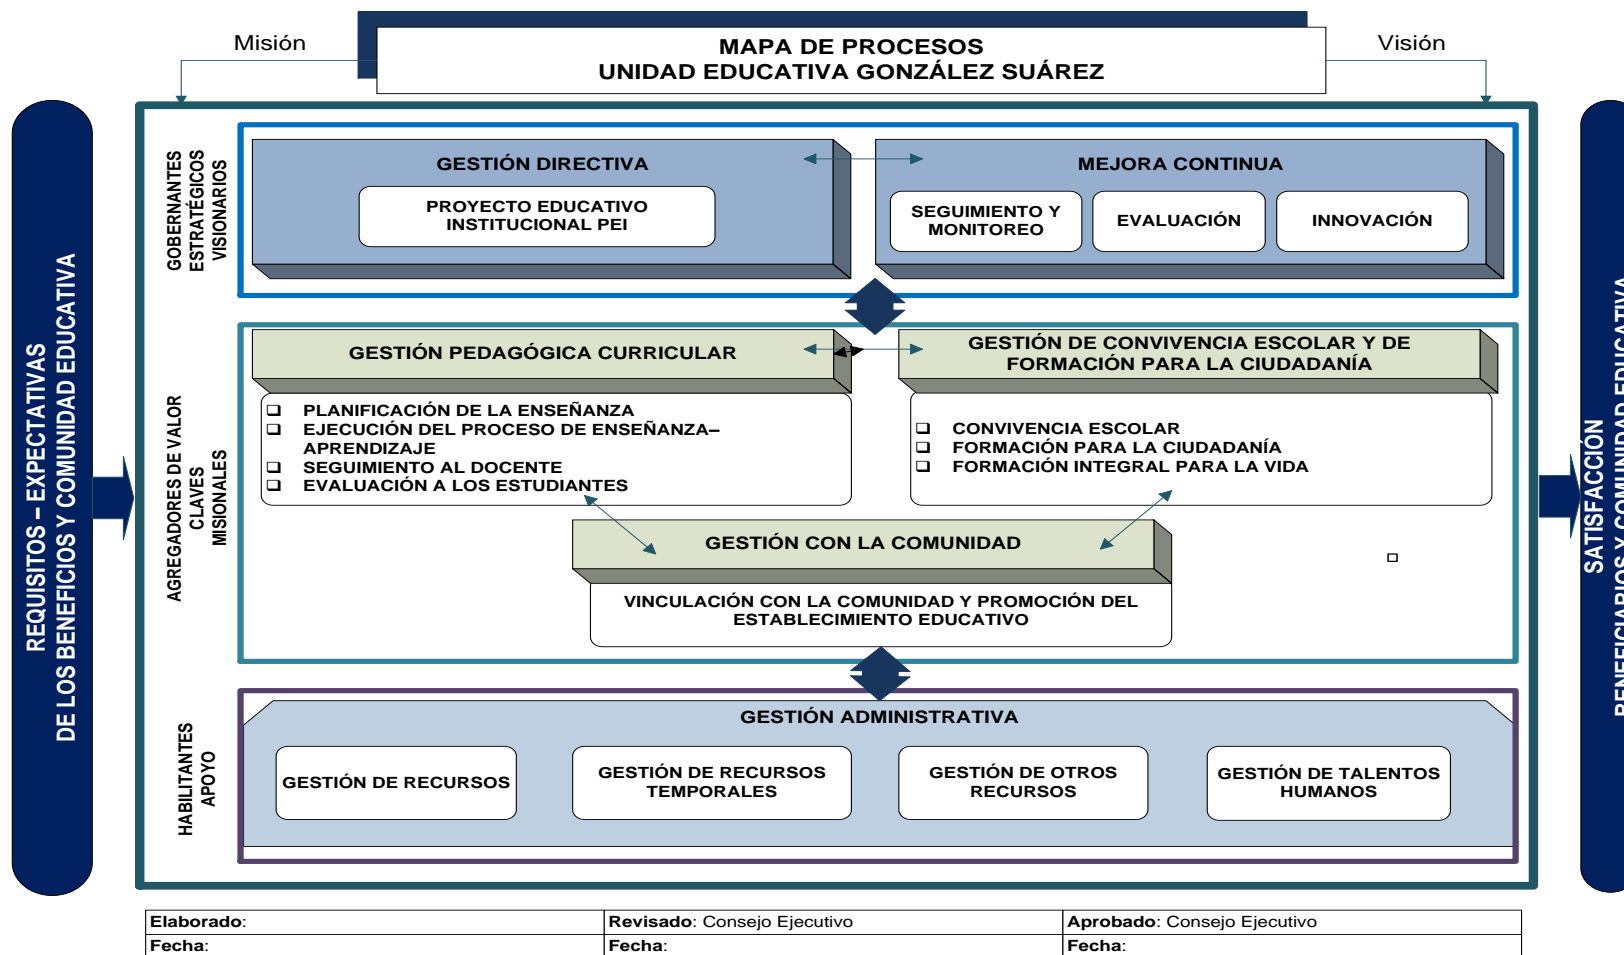 Misión
MAPA DE PROCESOS
UNIDAD EDUCATIVA GONZÁLEZ SUÁREZ
Visión
REQUISITOS – EXPECTATIVAS
DE LOS BENEFICIOS Y COMUNIDAD EDUCATIVA
GOBERNANTES
ESTRATÉGICOS
VISIONARIOS
GESTIÓN DIRECTIVA
PROYECTO EDUCATIVO
INSTITUCIONAL PEI
MEJORA CONTINUA
SEGUIMIENTO Y
MONITOREO
EVALUACIÓN
INNOVACIÓN
AGREGADORES DE VALOR
CLAVES
MISIONALES
GESTIÓN PEDAGÓGICA CURRICULAR
❑ PLANIFICACIÓN DE LA ENSEÑANZA
❑ EJECUCIÓN DEL PROCESO DE ENSEÑANZA–
APRENDIZAJE
❑ SEGUIMIENTO AL DOCENTE
❑ EVALUACIÓN A LOS ESTUDIANTES
GESTIÓN DE CONVIVENCIA ESCOLAR Y DE
FORMACIÓN PARA LA CIUDADANÍA
❑ CONVIVENCIA ESCOLAR
❑ FORMACIÓN PARA LA CIUDADANÍA
❑ FORMACIÓN INTEGRAL PARA LA VIDA
GESTIÓN CON LA COMUNIDAD
VINCULACIÓN CON LA COMUNIDAD Y PROMOCIÓN DEL
ESTABLECIMIENTO EDUCATIVO
HABILITANTES
APOYO
GESTIÓN ADMINISTRATIVA
GESTIÓN DE RECURSOS
GESTIÓN DE RECURSOS
TEMPORALES
GESTIÓN DE OTROS
RECURSOS
GESTIÓN DE TALENTOS
HUMANOS
SATISFACCIÓN
BENEFICIARIOS Y COMUNIDAD EDUCATIVA
Elaborado:
Revisado: Consejo Ejecutivo
Aprobado: Consejo Ejecutivo
Fecha:
Fecha:
Fecha: